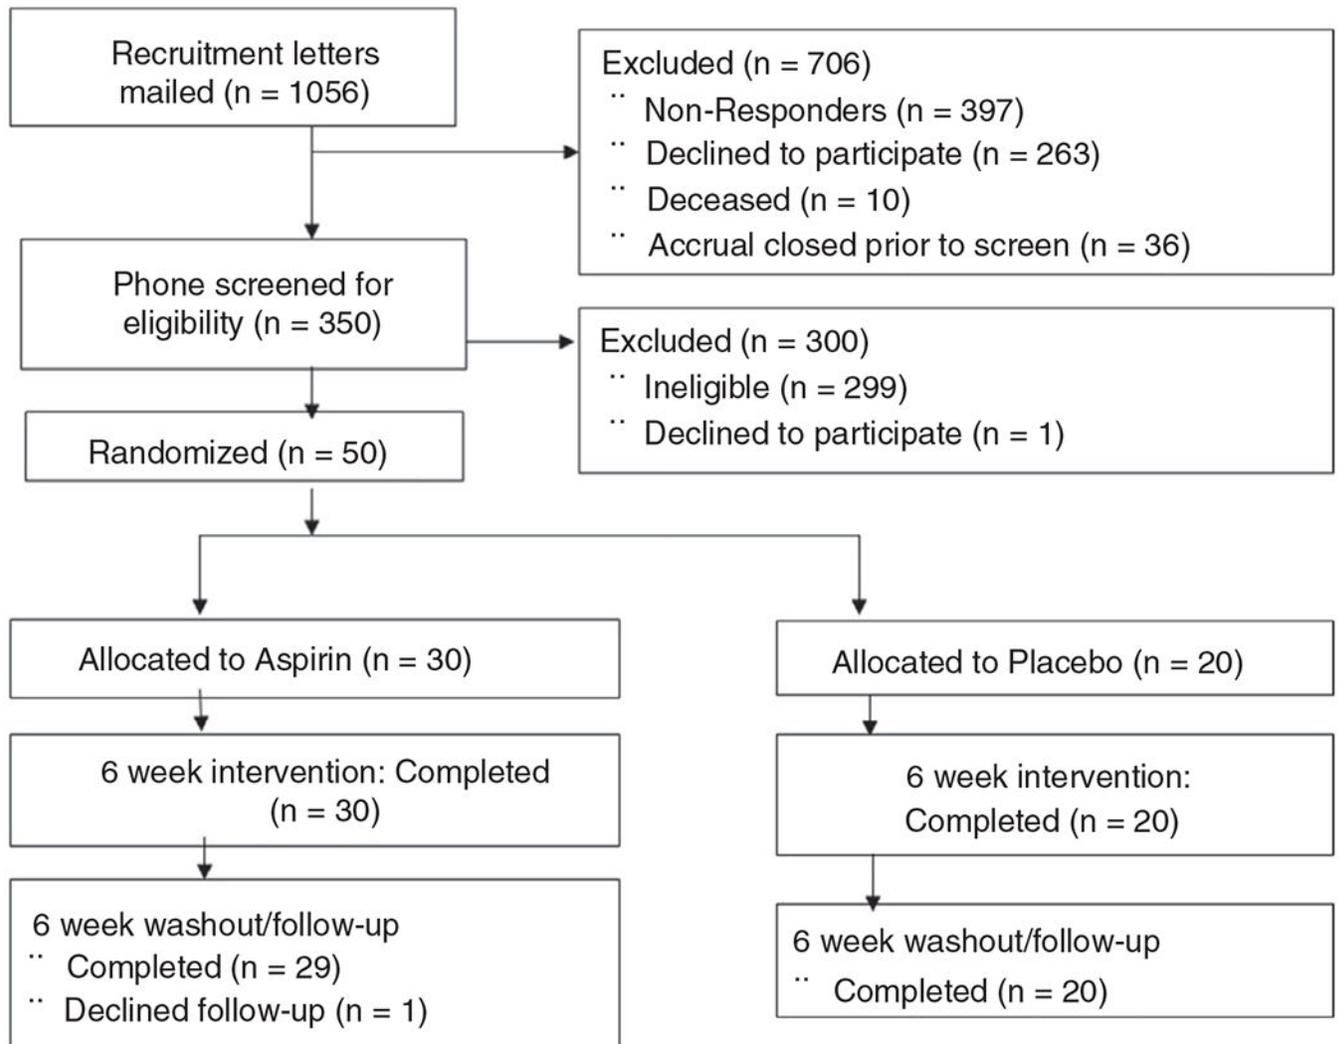 Recruitment letters
mailed (n = 1056)
Excluded (n = 706)
¨ Non-Responders (n = 397)
¨ Declined to participate (n = 263)
¨ Deceased (n = 10)
¨ Accrual closed prior to screen (n = 36)
Phone screened for
eligibility (n = 350)
Excluded (n = 300)
¨ Ineligible (n = 299)
¨ Declined to participate (n = 1)
Randomized (n = 50)
Allocated to Aspirin (n = 30)
6 week intervention: Completed
(n = 30)
6 week washout/follow-up
¨ Completed (n = 29)
¨ Declined follow-up (n = 1)
Allocated to Placebo (n = 20)
6 week intervention:
Completed (n = 20)
6 week washout/follow-up
¨ Completed (n = 20)